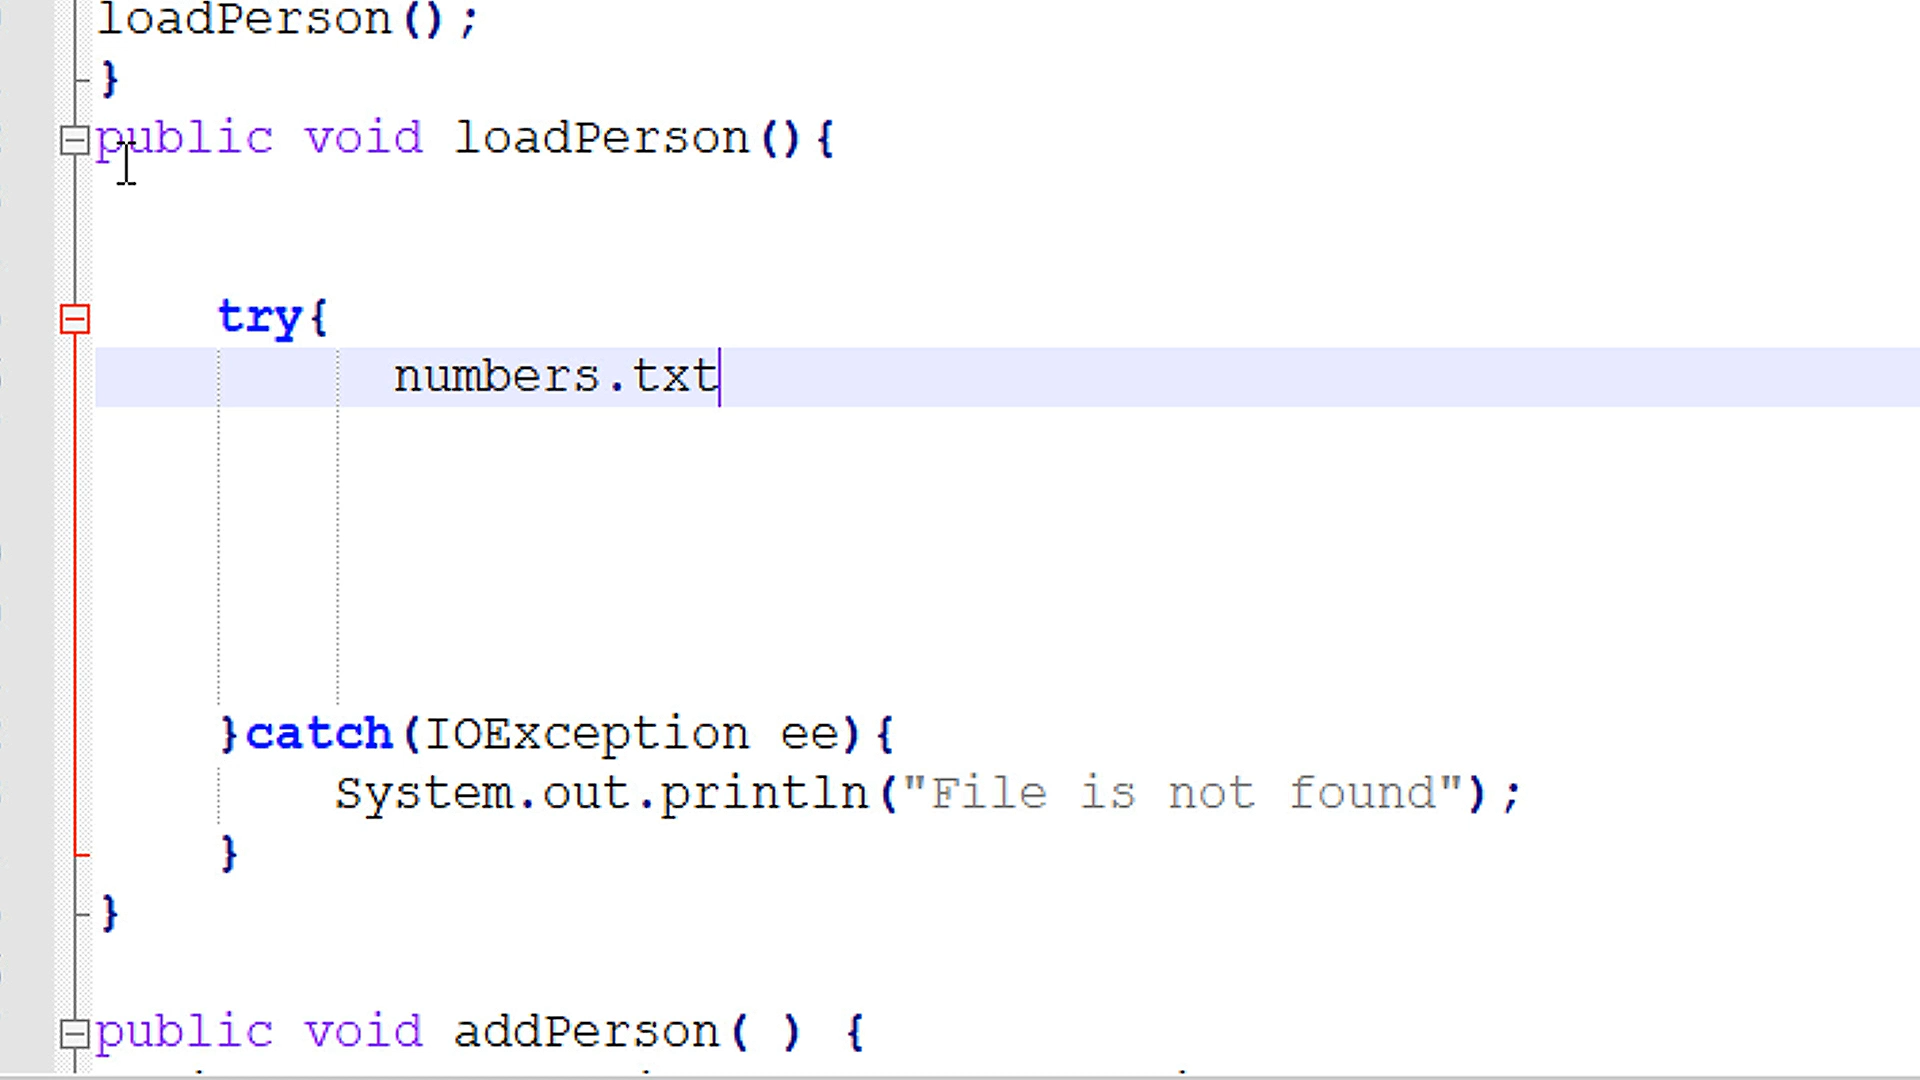 loadPerson();
}
public void loadPerson(){
try{
numbers.txt
}catch(IOException ee){
System.out.println("File is not found");
}
}
public void addPerson( ) {